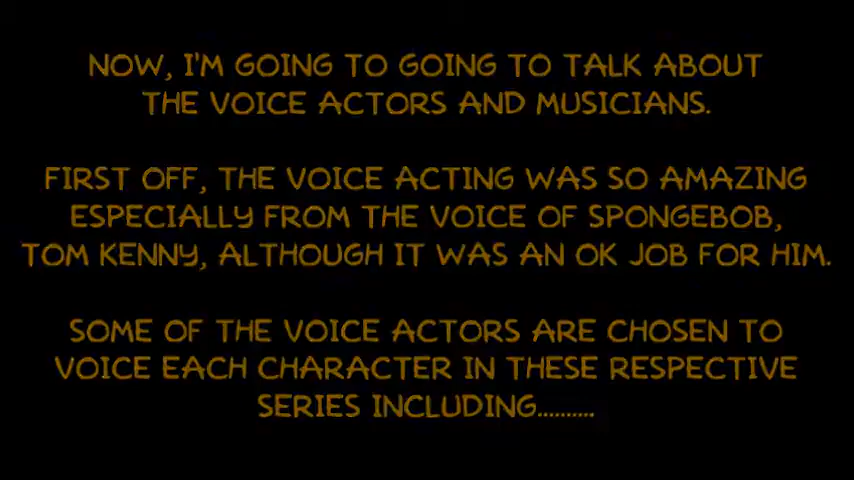 NOW, I'M GOING TO GOING TO TALK ABOUT
THE VOICE ACTORS AND MUSICIANS.
FIRST OFF, THE VOICE ACTING WAS SO AMAZING
ESPECIALLY FROM THE VOICE OF SPONGEBOB,
TOM KENNY, ALTHOUGH IT WAS AN OK JOB FOR HIM.
SOME OF THE VOICE ACTORS ARE CHOSEN TO
VOICE EACH CHARACTER IN THESE RESPECTIVE
SERIES INCLUDING..........